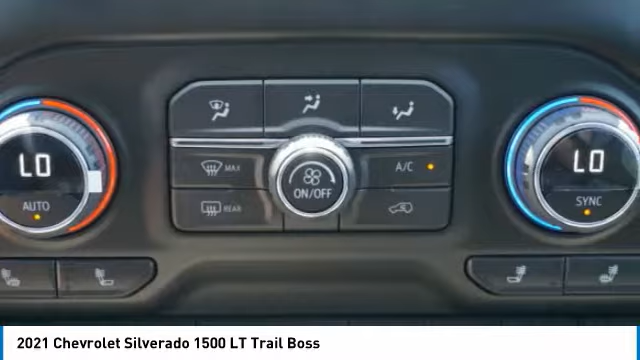 LO
AUTO
MAX
REAR
ON/OFF
A/C
LO
SYNC
2021 Chevrolet Silverado 1500 LT Trail Boss